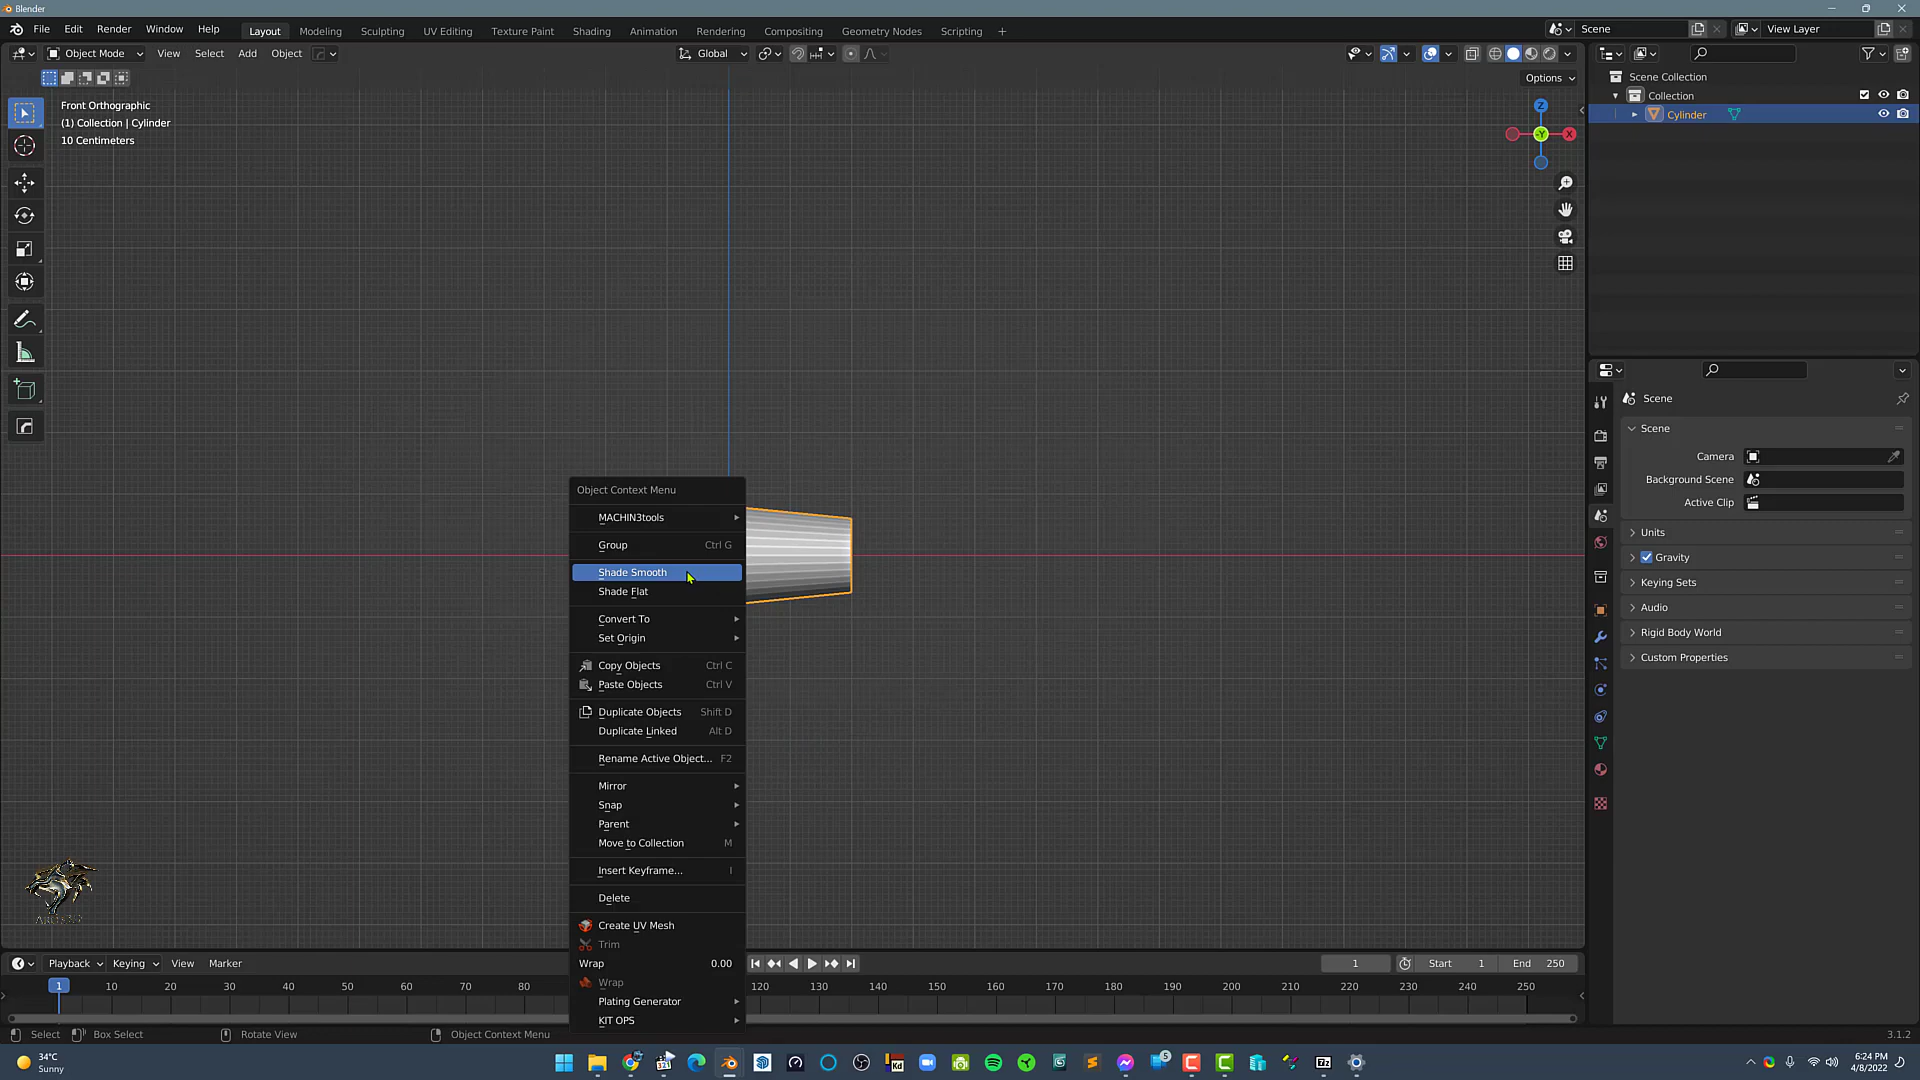 Blender
File Edit Render Window Help Layout Modeling Sculpting UV Editing Texture Paint Shading Animation Rendering Compositing Geometry Nodes Scripting + Scene View Layer
Object Mode View Select Add Object Global
Options
Front Orthographic
(1) Collection | Cylinder
10 Centimeters
Z
X
-Y
Scene Collection
Collection
Cylinder
Scene
Scene
Camera
Background Scene
Active Clip
Units
Gravity
Keying Sets
Audio
Rigid Body World
Custom Properties
Object Context Menu
MACHIN3tools
Group Ctrl G
Shade Smooth
Shade Flat
Convert To
Set Origin
Copy Objects Ctrl C
Paste Objects Ctrl V
Duplicate Objects Shift D
Duplicate Linked Alt D
Rename Active Object... F2
Mirror
Snap
Parent
Move to Collection M
Insert Keyframe... I
Delete
Create UV Mesh
Trim
Wrap 0.00
Wrap
Plating Generator
KIT OPS
Playback Keying View Marker 1 Start 1 End 250
1 10 20 30 40 50 60 70 80 120 130 140 150 160 170 180 190 200 210 220 230 240 250
Select Box Select Rotate View Object Context Menu 3.1.2
34°C
Sunny
321
Kd
5
7z
6:24 PM
4/8/2022